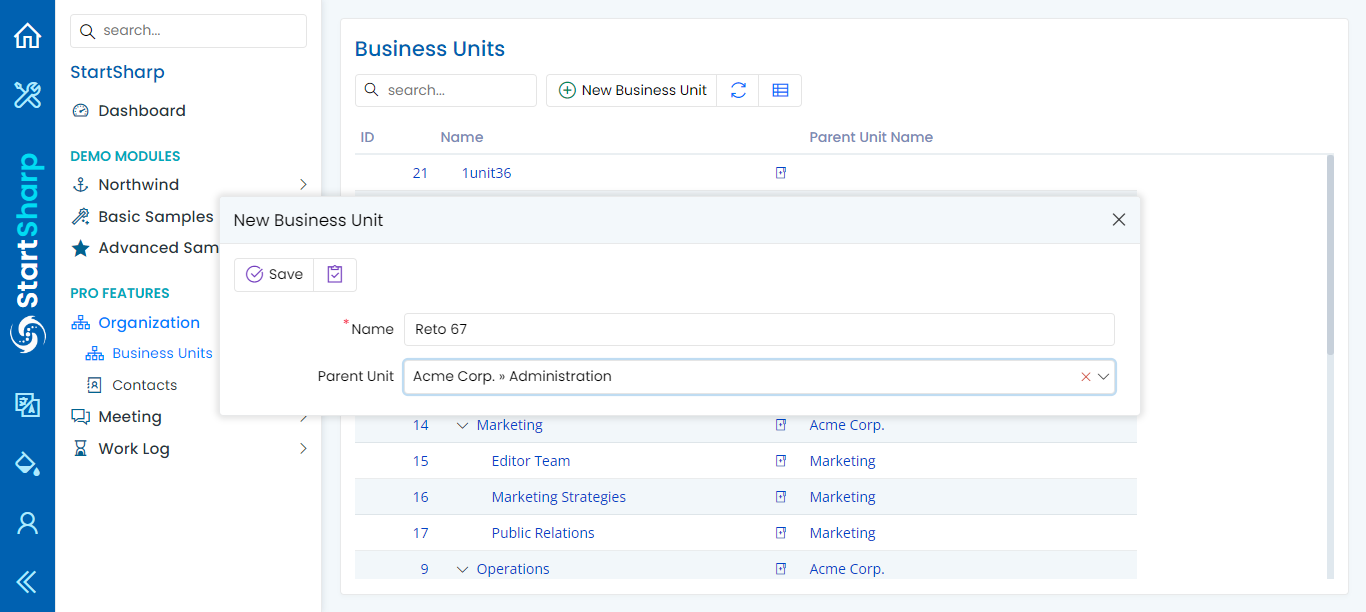 StartSharp
search...
StartSharp
Dashboard
DEMO MODULES
Northwind
Basic Samples
Advanced Sam
PRO FEATURES
Organization
Business Units
Contacts
Meeting
Work Log
Business Units
search...
New Business Unit
ID Name Parent Unit Name
21 1unit36
New Business Unit
Save
* Name Reto 67
Parent Unit Acme Corp. » Administration
14 Marketing Acme Corp.
15 Editor Team Marketing
16 Marketing Strategies Marketing
17 Public Relations Marketing
9 Operations Acme Corp.